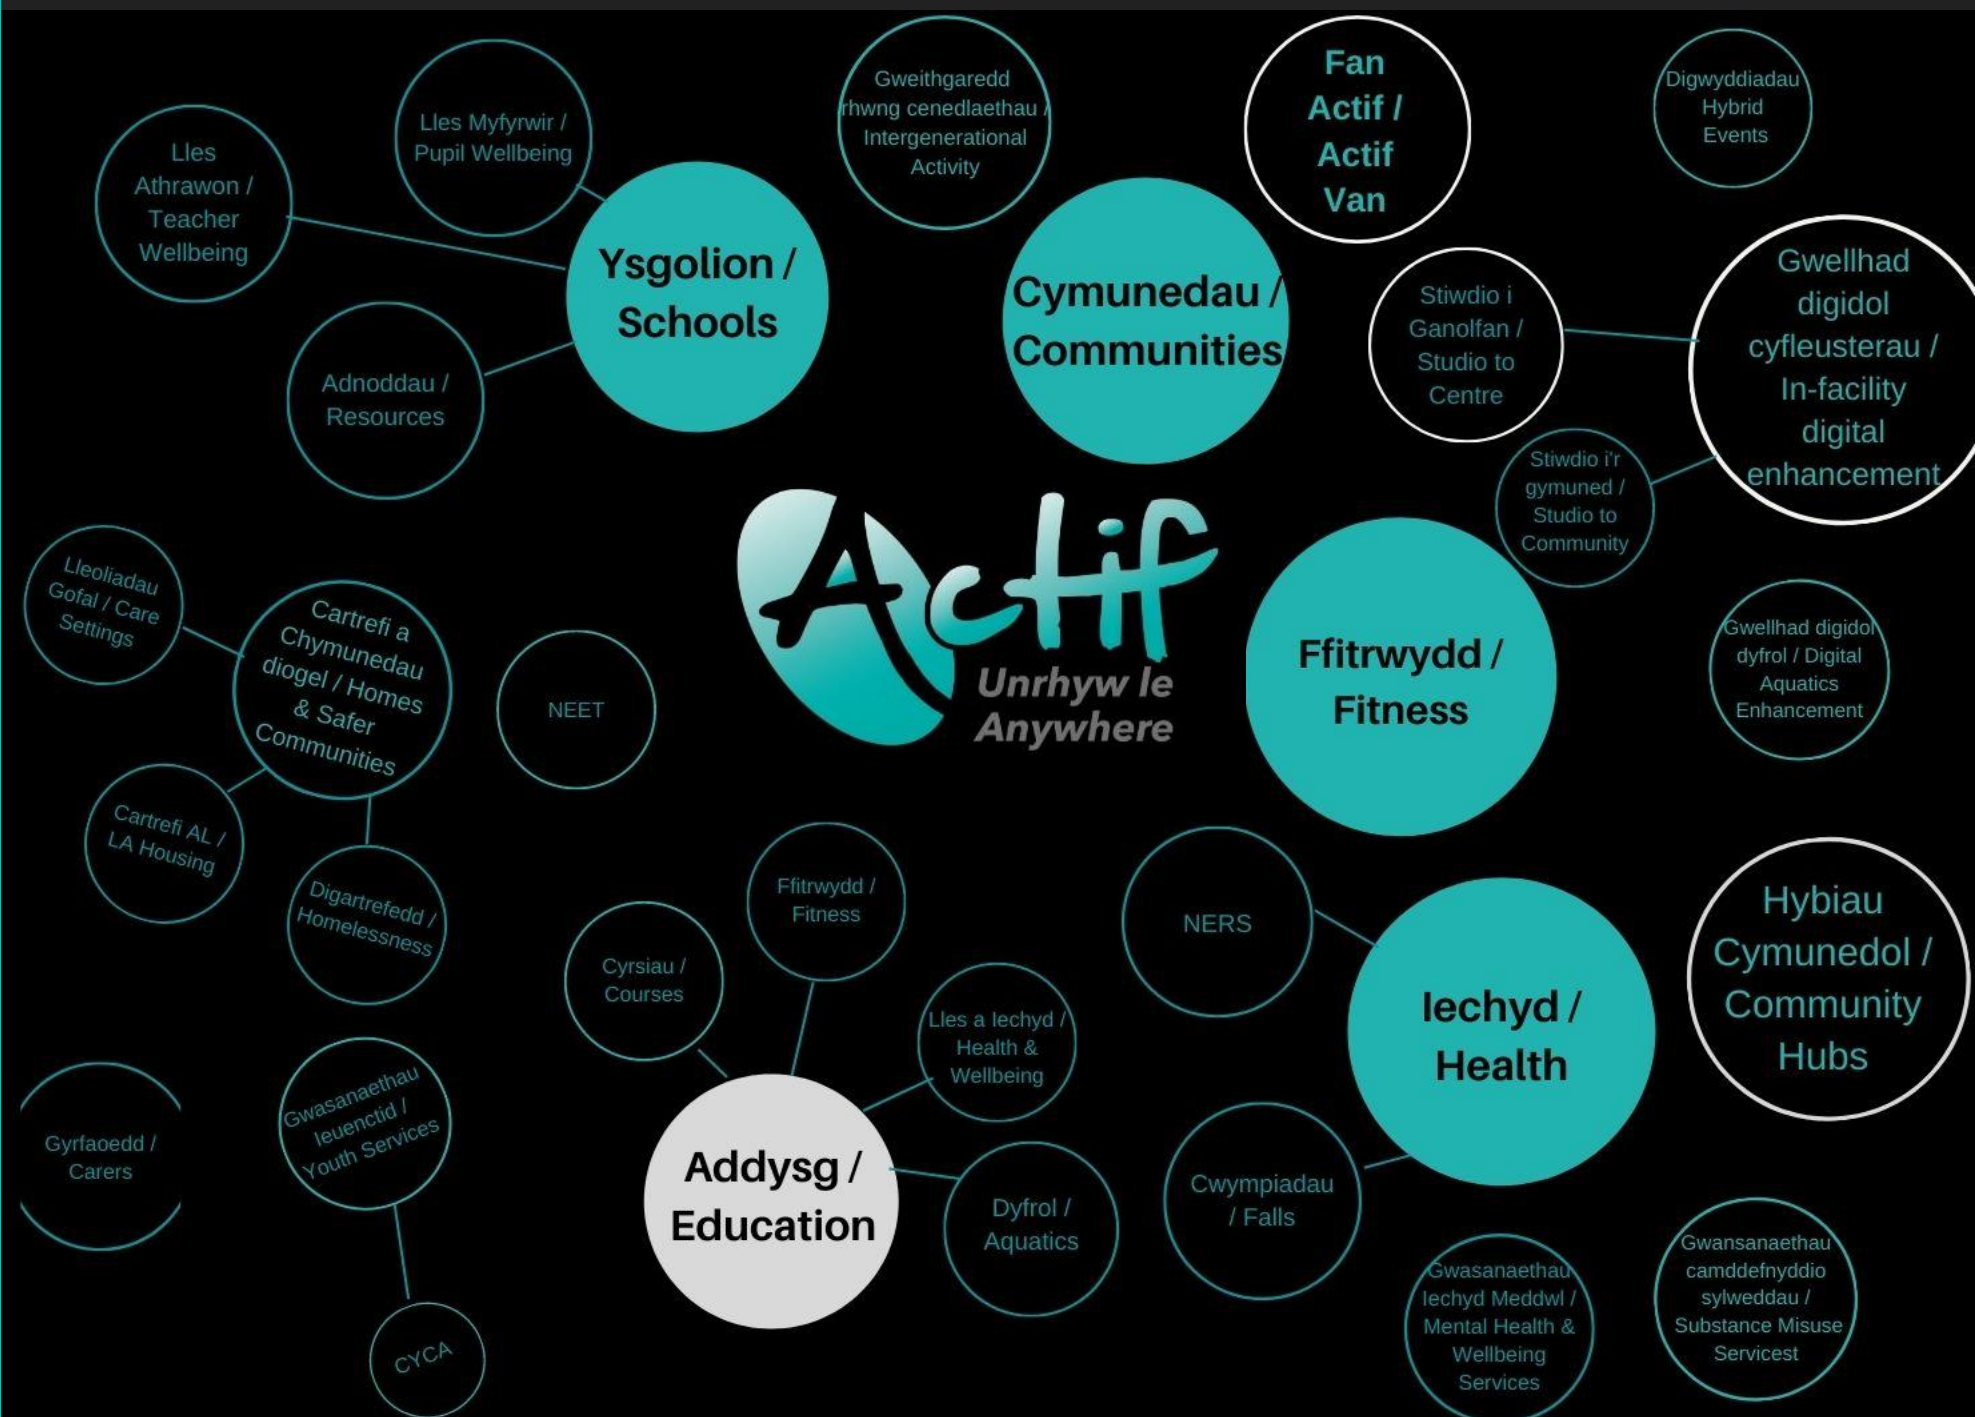 Lles
Athrawon /
Teacher
Wellbeing
Lles Myfyrwir /
Pupil Wellbeing
Ysgolion /
Schools
Adnoddau /
Resources
Gweithgaredd
rhwng cenedlaethau /
Intergenerational
Activity
Cymunedau /
Communities
Fan
Actif /
Actif
Van
Digwyddiadau
Hybrid
Events
Stiwdio i
Ganolfan /
Studio to
Centre
Gwellhad
digidol
cyfleusterau /
In-facility
digital
enhancement
Stiwdio i'r
gymuned /
Studio to
Community
Actif
Unrhyw le
Anywhere
Ffitrwydd /
Fitness
Gwellhad digidol
dyfrol / Digital
Aquatics
Enhancement
Lleoliadau
Gofal / Care
Settings
Cartrefi a
Chymunedau
diogel / Homes
& Safer
Communities
NEET
Cartrefi AL /
LA Housing
Digartrefedd /
Homelessness
Ffitrwydd /
Fitness
Cyrsiau /
Courses
Lles a Iechyd /
Health &
Wellbeing
Addysg /
Education
Dyfrol /
Aquatics
NERS
Iechyd /
Health
Cwympiadau
/ Falls
Hybiau
Cymunedol /
Community
Hubs
Gyrfaoedd /
Carers
Gwasanaethau
Ieuenctid /
Youth Services
CYCA
Gwasanaethau
Iechyd Meddwl /
Mental Health &
Wellbeing
Services
Gwansanaethau
camddefnyddio
sylweddau /
Substance Misuse
Servicest